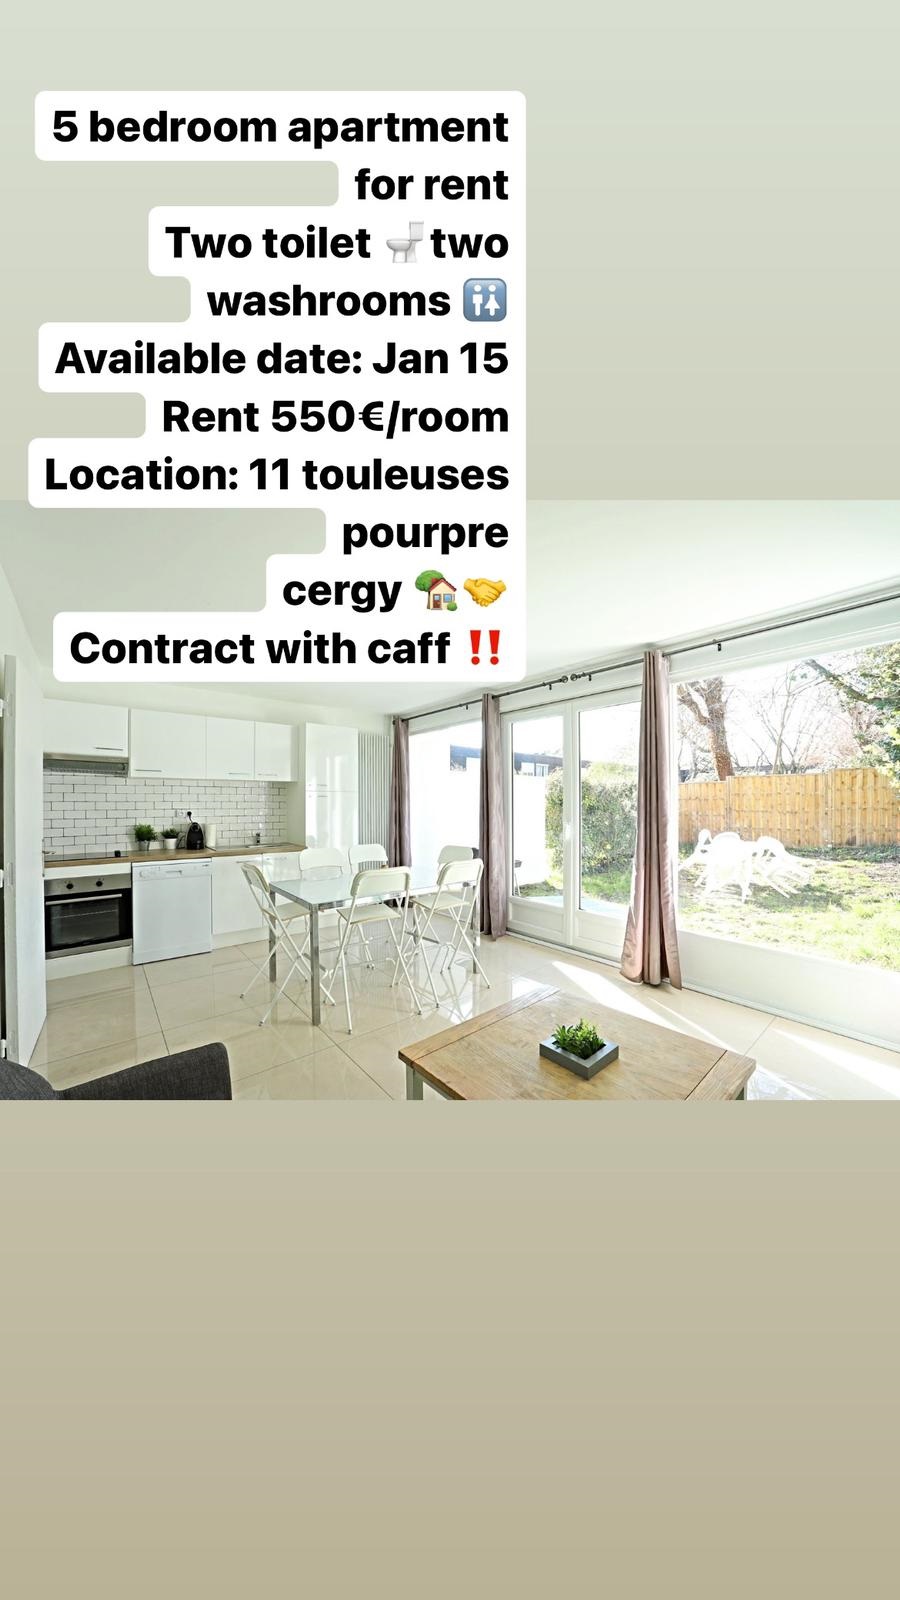 5 bedroom apartment
for rent
Two toilet 🚽 two
washrooms 🚻
Available date: Jan 15
Rent 550€/room
Location: 11 touleuses
pourpre
cergy 🏡🤝
Contract with caff ‼️